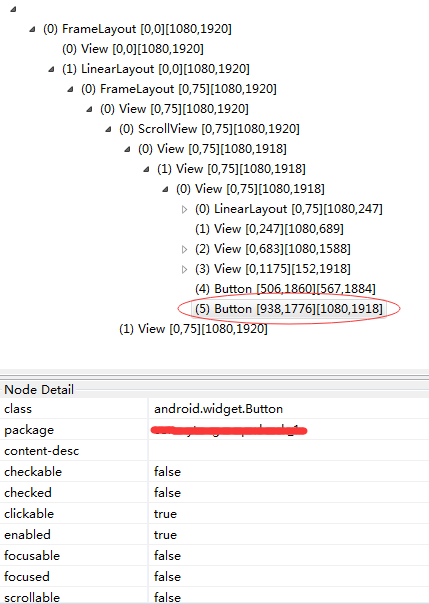 (0) FrameLayout [0,0][1080,1920]
(0) View [0,0][1080,1920]
(1) LinearLayout [0,0][1080,1920]
(0) FrameLayout [0,75][1080,1920]
(0) View [0,75][1080,1920]
(0) ScrollView [0,75][1080,1920]
(0) View [0,75][1080,1918]
(1) View [0,75][1080,1918]
(0) View [0,75][1080,1918]
(0) LinearLayout [0,75][1080,247]
(1) View [0,247][1080,689]
(2) View [0,683][1080,1588]
(3) View [0,1175][152,1918]
(4) Button [506,1860][567,1884]
(5) Button [938,1776][1080,1918]
(1) View [0,75][1080,1920]
Node Detail
class android.widget.Button
package
content-desc
checkable false
checked false
clickable true
enabled true
focusable false
focused false
scrollable false